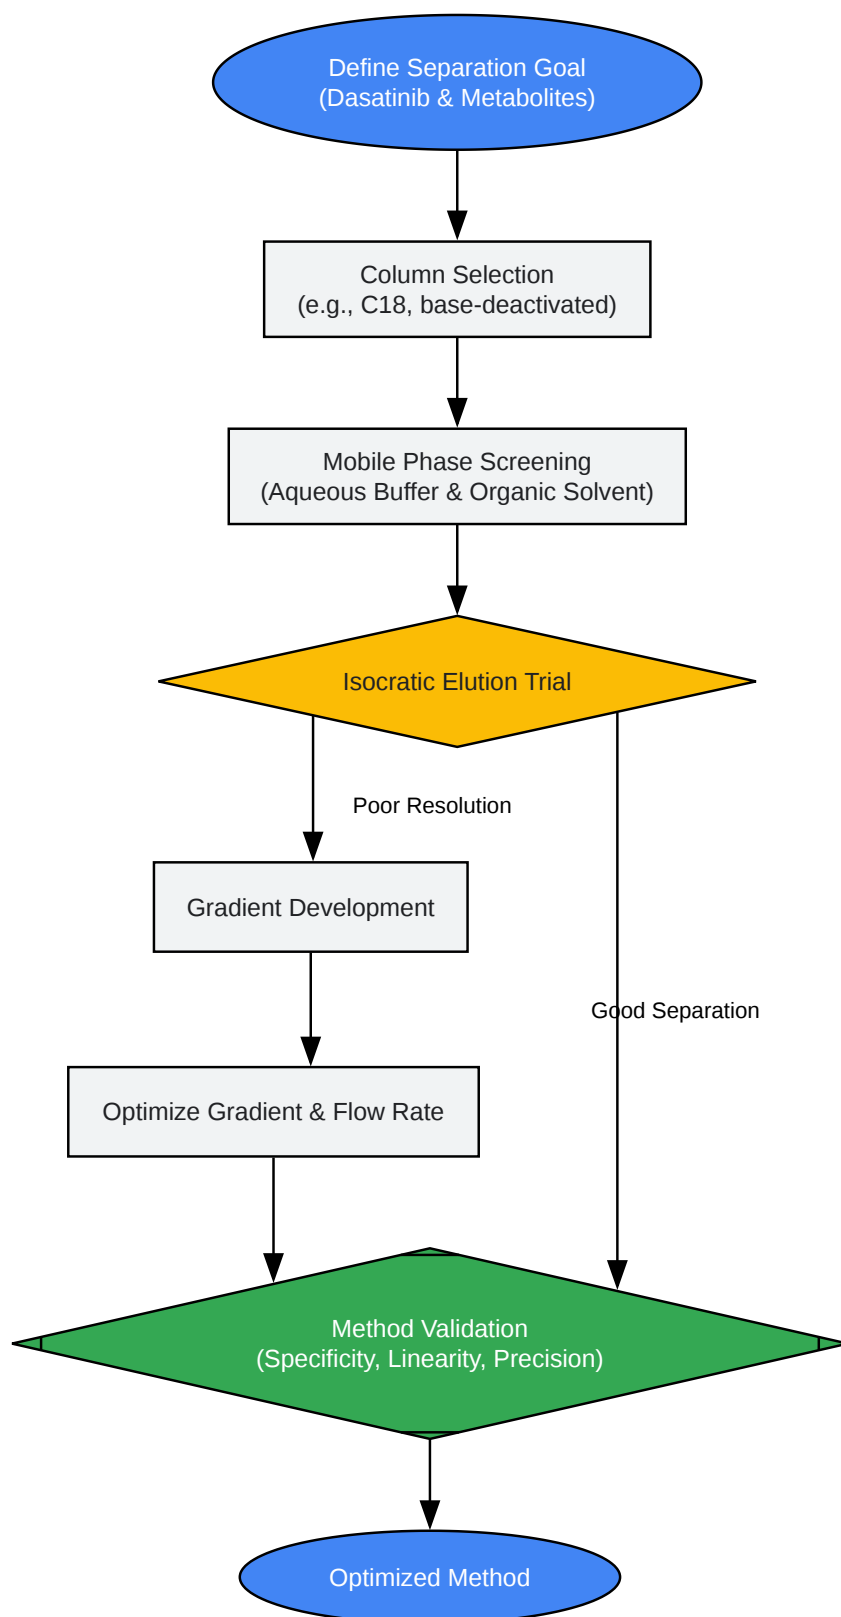 Define Separation Goal
(Dasatinib & Metabolites)
Column Selection
(e.g., C18, base-deactivated)
Mobile Phase Screening
(Aqueous Buffer & Organic Solvent)
Isocratic Elution Trial
Poor Resolution
Gradient Development
Good Separation
Optimize Gradient & Flow Rate
Method Validation
(Specificity, Linearity, Precision)
Optimized Method